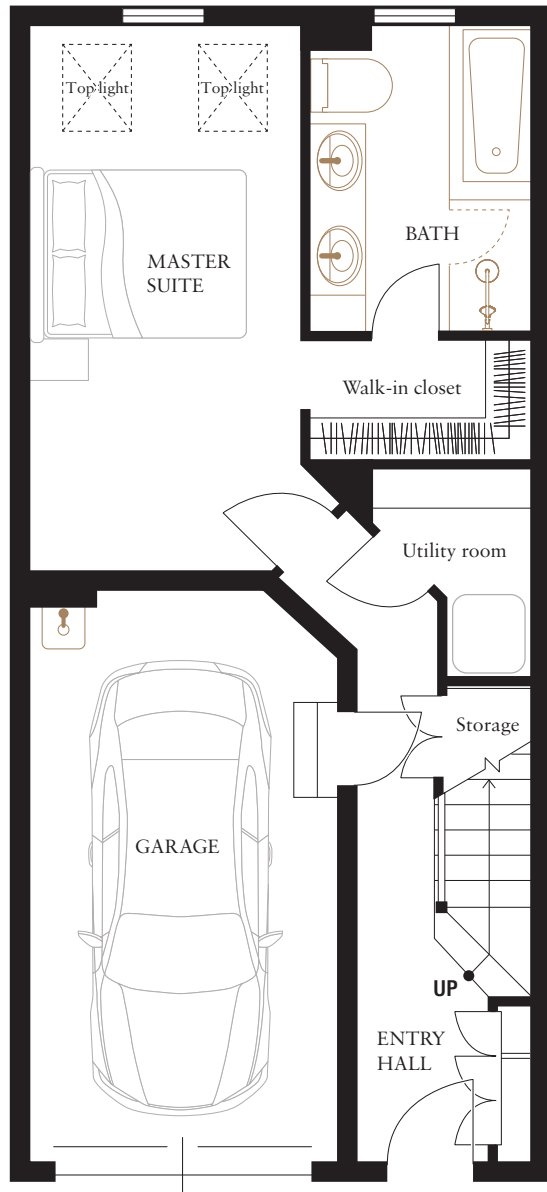 Top light
Top light
MASTER
SUITE
BATH
Walk-in closet
Utility room
Storage
GARAGE
UP
ENTRY
HALL